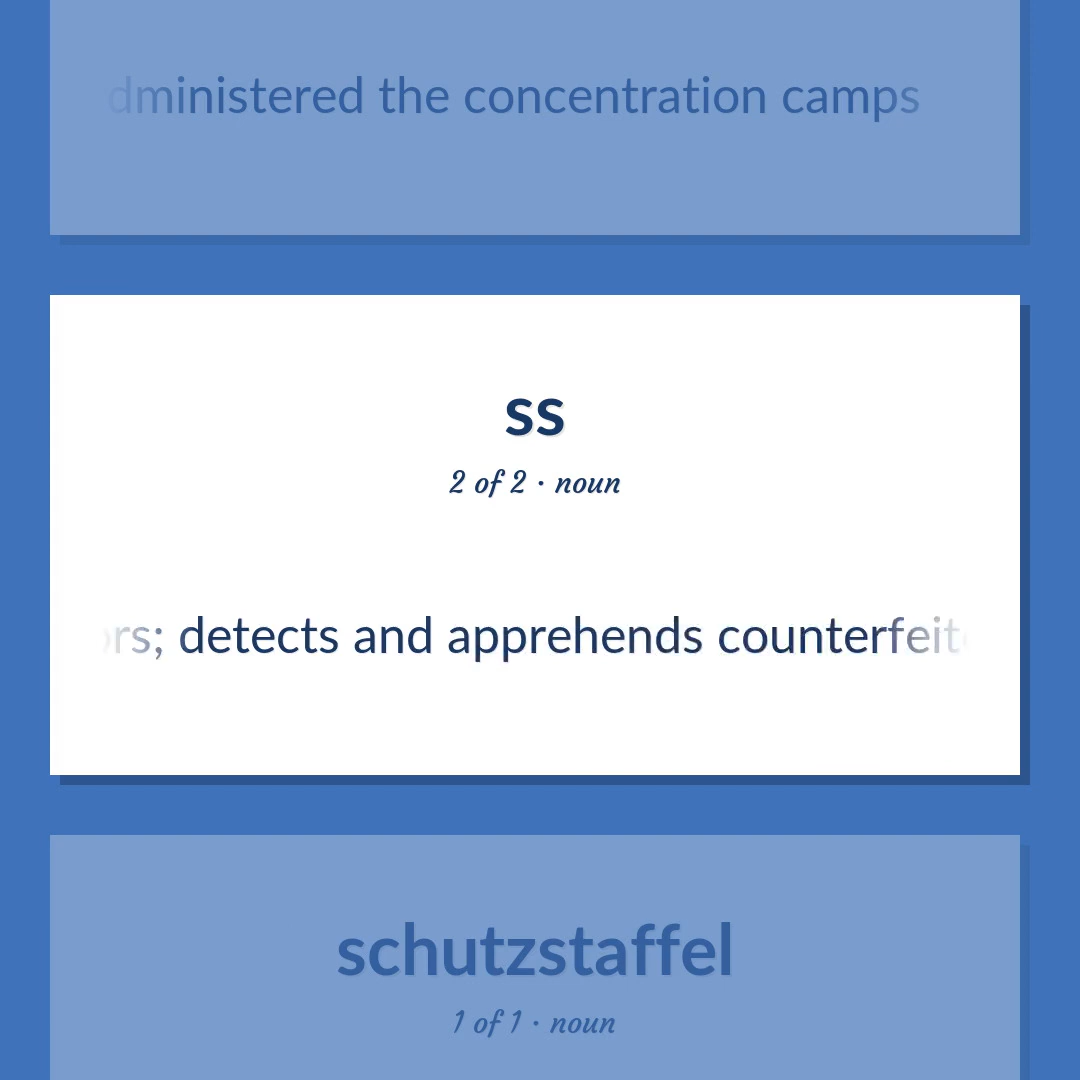 dministered the concentration camps
ss
2 of 2 · noun
rs; detects and apprehends counterfeit
schutzstaffel
1 of 1 · noun